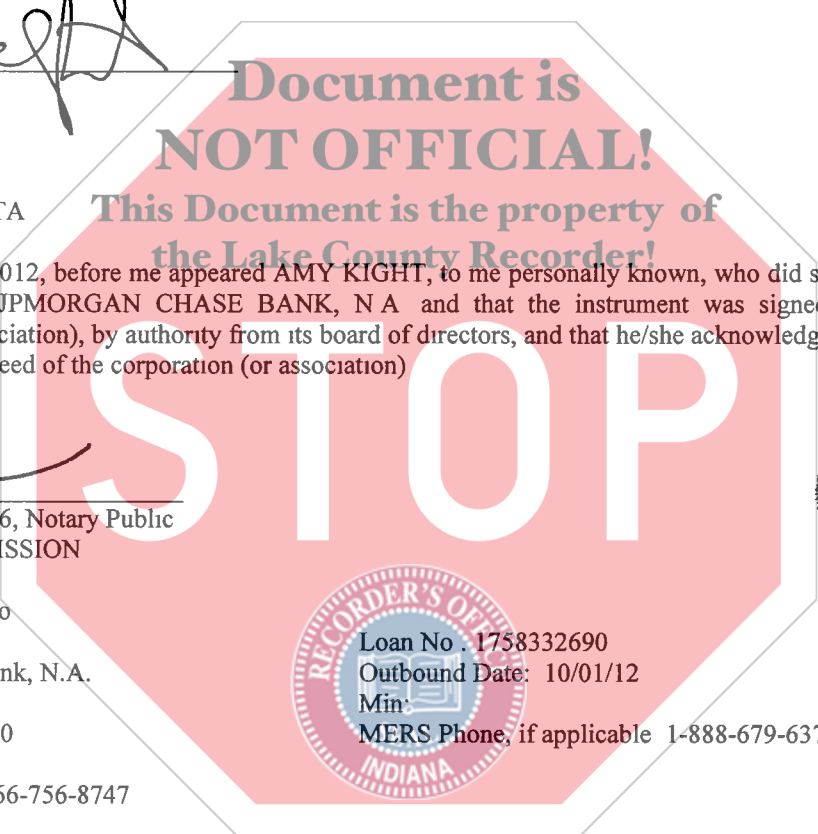 Document is
NOT OFFICIAL!
This Document is the property of
the Lake County Recorder!
TA
012, before me appeared AMY KIGHT, to me personally known, who did s
JPMORGAN CHASE BANK, N A and that the instrument was signe
ciation), by authority from its board of directors, and that he/she acknowledg
eed of the corporation (or association)
STOP
6, Notary Public
ISSION
o
nk, N.A.
0
66-756-8747
RECORDER'S OFFICE
INDIANA
Loan No . 1758332690
Outbound Date: 10/01/12
Min:
MERS Phone, if applicable 1-888-679-637